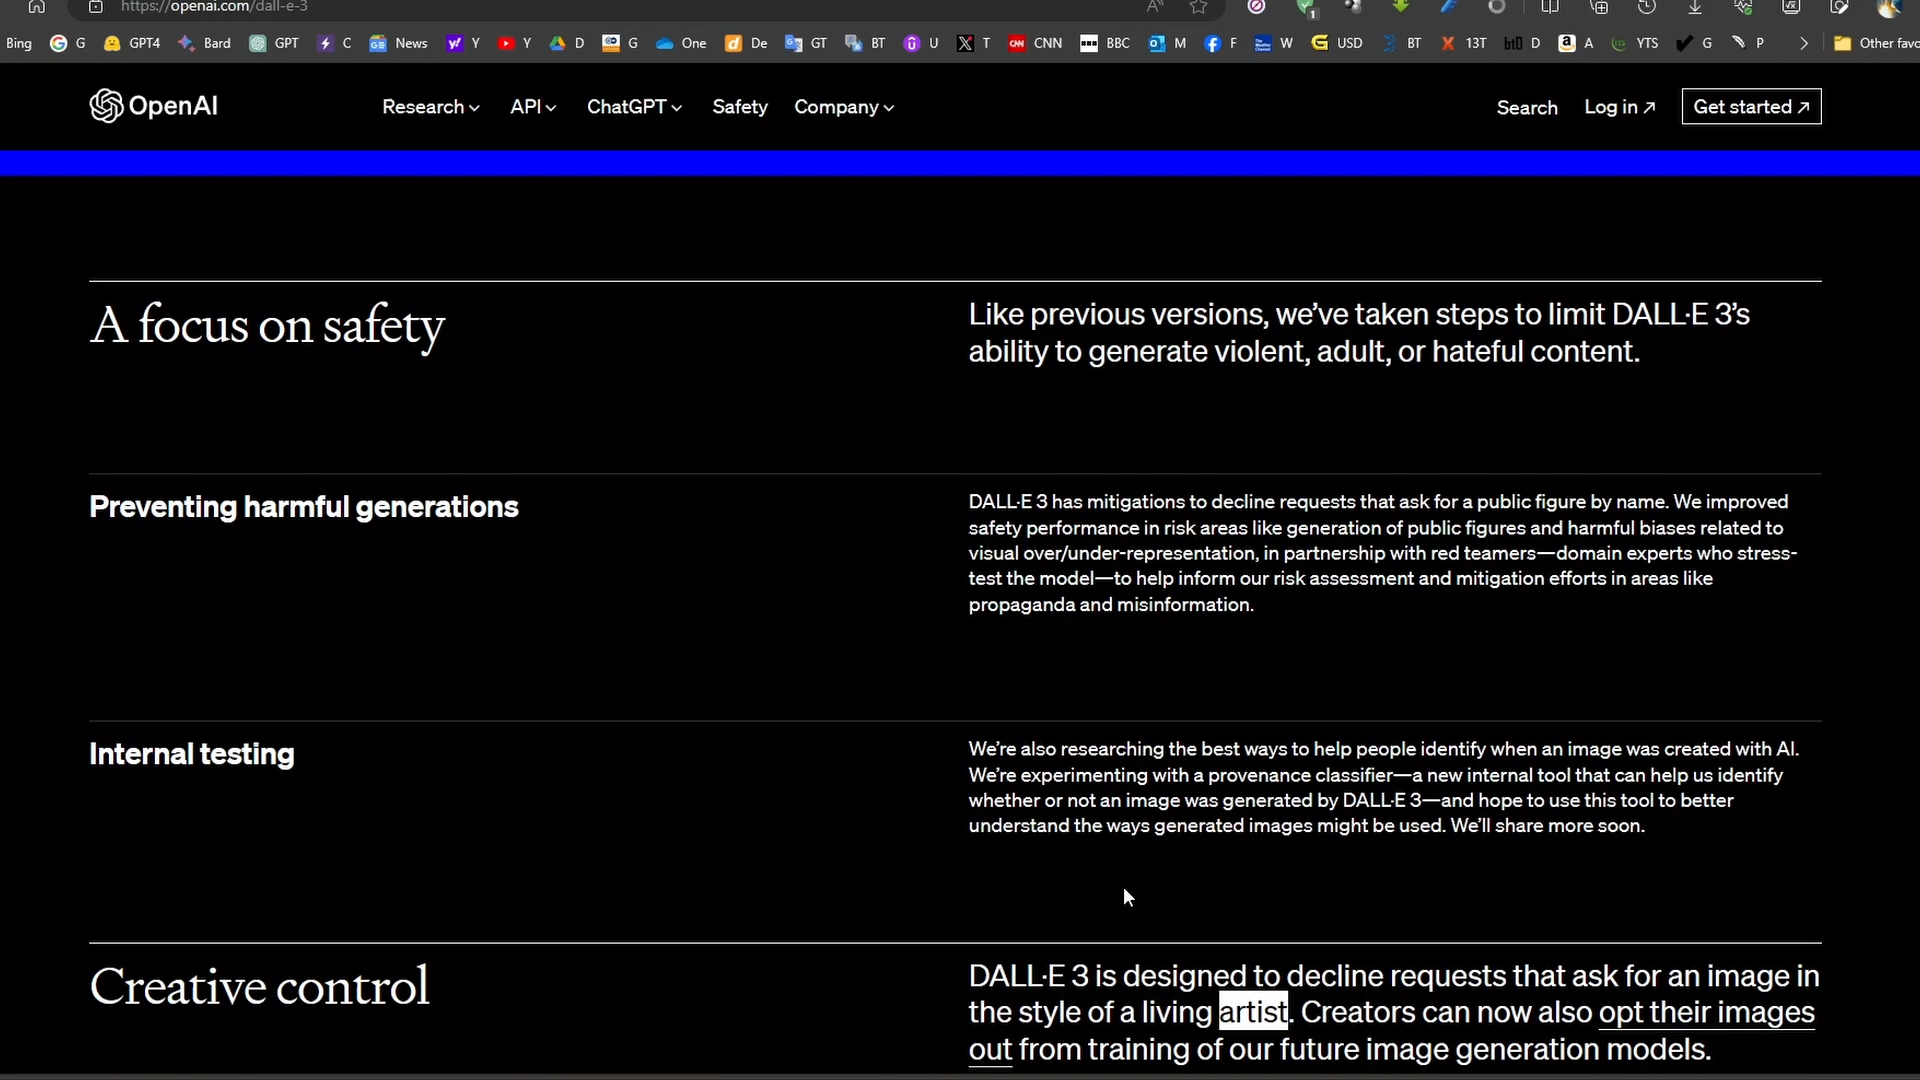 https://openai.com/dall-e-3
1
Bing G GPT4 Bard GPT C News Y Y D G One De GT BT U T CNN BBC M F W USD BT 13T D A YTS G P Other favo
OpenAI Research API ChatGPT Safety Company Search Log in ↗ Get started ↗
A focus on safety
Like previous versions, we’ve taken steps to limit DALL·E 3’s
ability to generate violent, adult, or hateful content.
Preventing harmful generations
DALL·E 3 has mitigations to decline requests that ask for a public figure by name. We improved
safety performance in risk areas like generation of public figures and harmful biases related to
visual over/under-representation, in partnership with red teamers—domain experts who stress-
test the model—to help inform our risk assessment and mitigation efforts in areas like
propaganda and misinformation.
Internal testing
We’re also researching the best ways to help people identify when an image was created with AI.
We’re experimenting with a provenance classifier—a new internal tool that can help us identify
whether or not an image was generated by DALL·E 3—and hope to use this tool to better
understand the ways generated images might be used. We’ll share more soon.
Creative control
DALL·E 3 is designed to decline requests that ask for an image in
the style of a living artist. Creators can now also opt their images
out from training of our future image generation models.